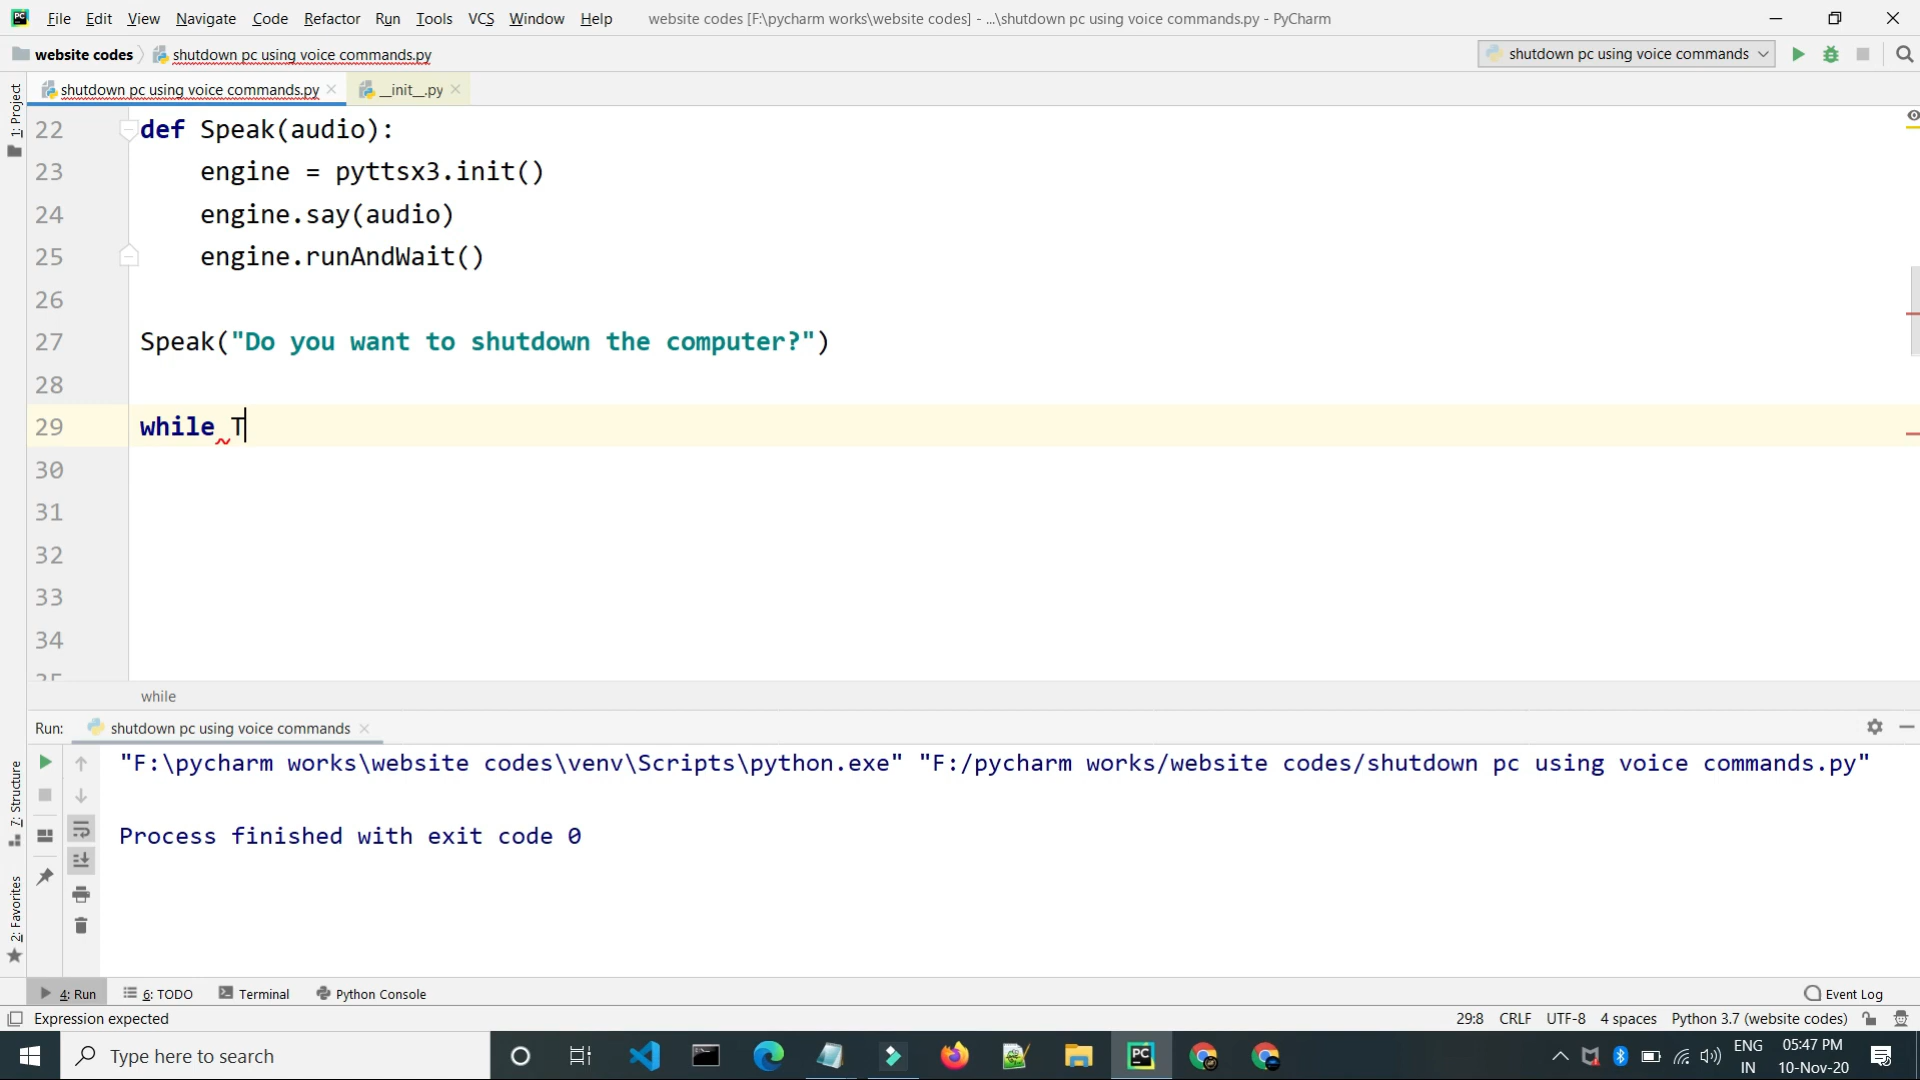 File Edit View Navigate Code Refactor Run Tools VCS Window Help website codes [F:\pycharm works\website codes] - ...\shutdown pc using voice commands.py - PyCharm
website codes shutdown pc using voice commands.py shutdown pc using voice commands
shutdown pc using voice commands.py __init__.py
1: Project
22 def Speak(audio):
23 engine = pyttsx3.init()
24 engine.say(audio)
25 engine.runAndWait()
26
27 Speak("Do you want to shutdown the computer?")
28
29 while T
30
31
32
33
34
35
while
Run: shutdown pc using voice commands
"F:\pycharm works\website codes\venv\Scripts\python.exe" "F:/pycharm works/website codes/shutdown pc using voice commands.py"
Process finished with exit code 0
7: Structure
2: Favorites
4: Run 6: TODO Terminal Python Console Event Log
Expression expected 29:8 CRLF UTF-8 4 spaces Python 3.7 (website codes)
Type here to search ENG 05:47 PM
IN 10-Nov-20